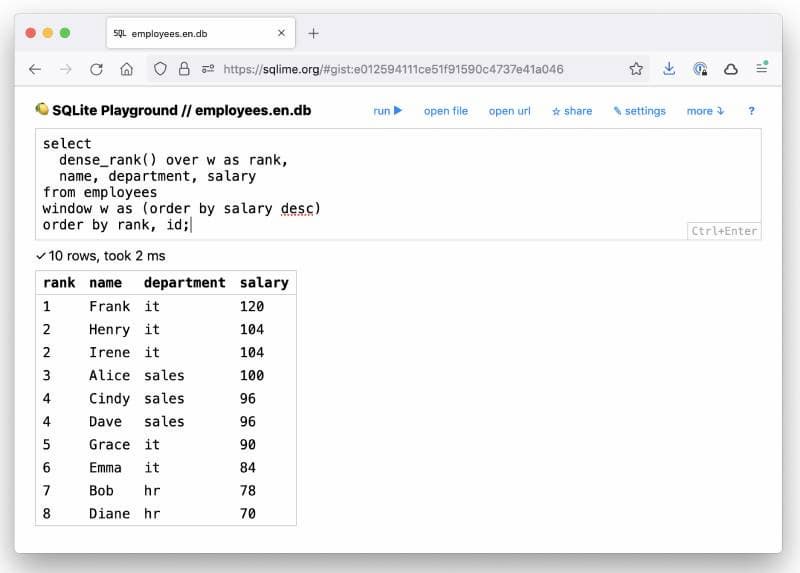 SQL employees.en.db
https://sqlime.org/#gist:e012594111ce51f91590c4737e41a046
SQLite Playground // employees.en.db
run open file open url share settings more ?
select
dense_rank() over w as rank,
name, department, salary
from employees
window w as (order by salary desc)
order by rank, id;
Ctrl+Enter
10 rows, took 2 ms
rank name department salary
1 Frank it 120
2 Henry it 104
2 Irene it 104
3 Alice sales 100
4 Cindy sales 96
4 Dave sales 96
5 Grace it 90
6 Emma it 84
7 Bob hr 78
8 Diane hr 70